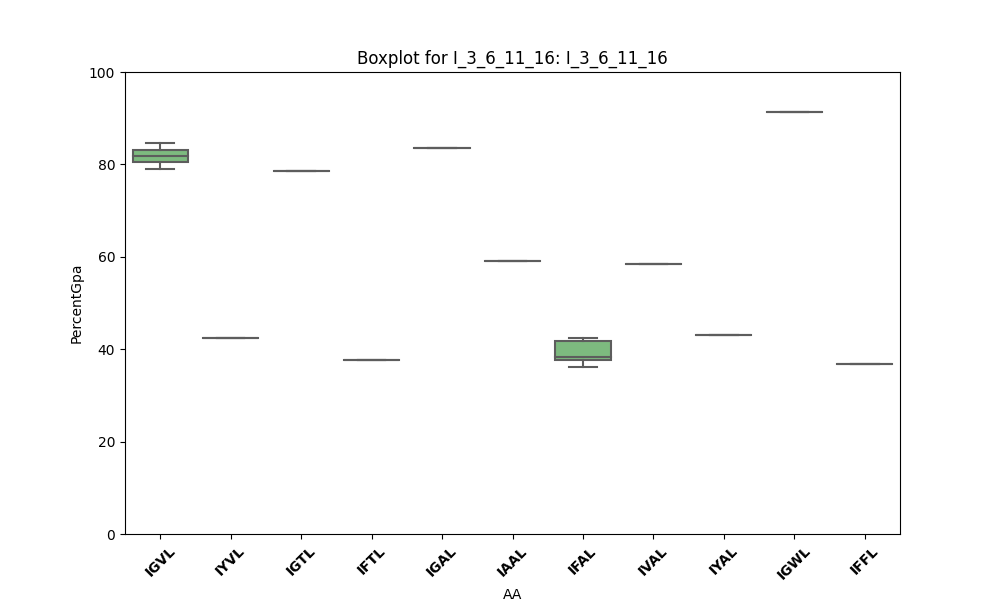 Boxplot for I_3_6_11_16: I_3_6_11_16
100
80
60
40
20
0
PercentGpa
IGVL
IYVL
IGTL
IFTL
IGAL
IAAL
IFAL
IVAL
IYAL
IGWL
IFFL
AA